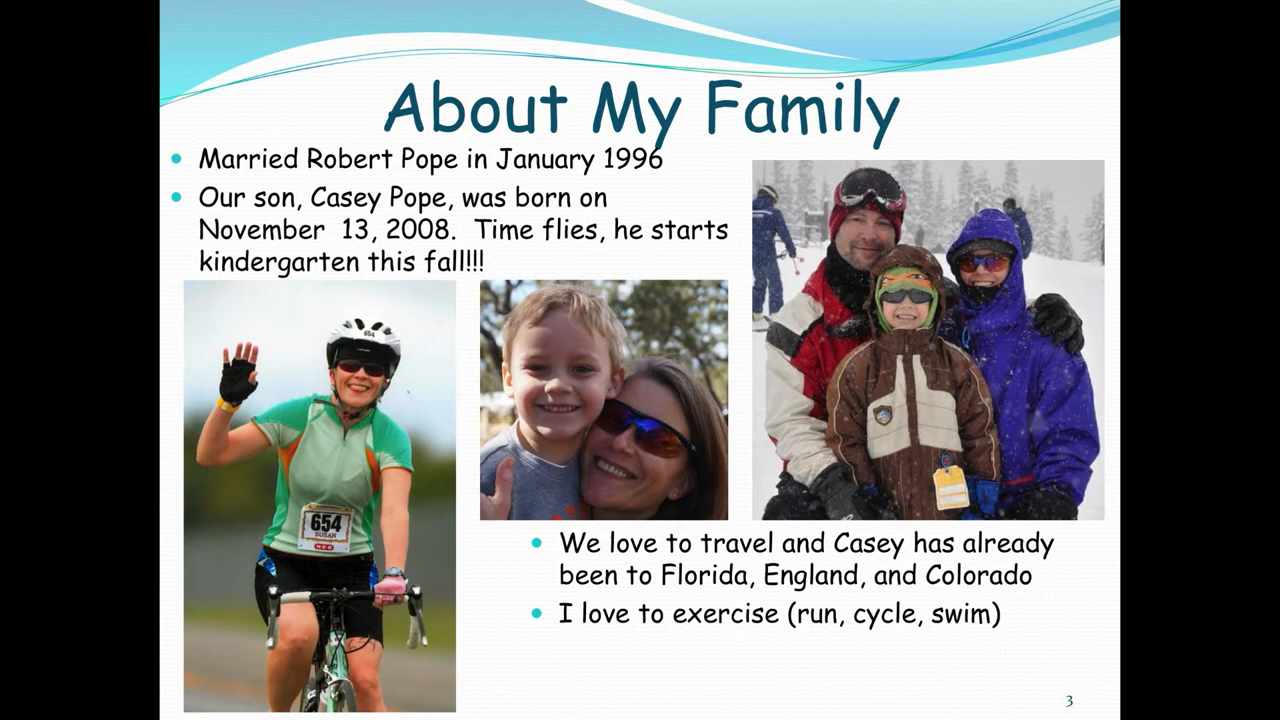 About My Family
Married Robert Pope in January 1996
Our son, Casey Pope, was born on
November 13, 2008. Time flies, he starts
kindergarten this fall!!!
654
654
SUSAN
We love to travel and Casey has already
been to Florida, England, and Colorado
I love to exercise (run, cycle, swim)
3